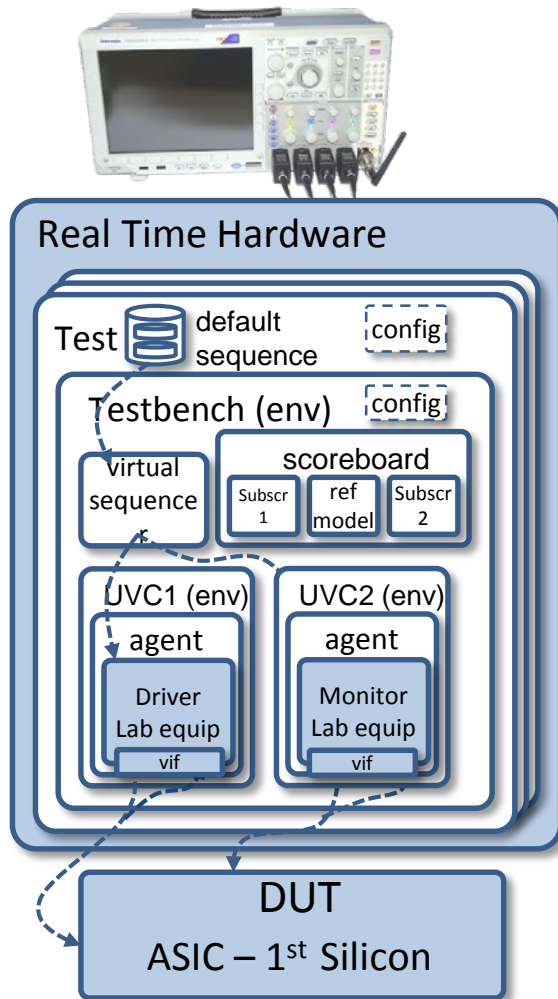 Tektronix
Real Time Hardware
Test
default
sequence
config
Testbench (env)
config
virtual
sequence
r
scoreboard
Subscr
1
ref
model
Subscr
2
UVC1 (env)
agent
Driver
Lab equip
vif
UVC2 (env)
agent
Monitor
Lab equip
vif
DUT
ASIC – 1st Silicon